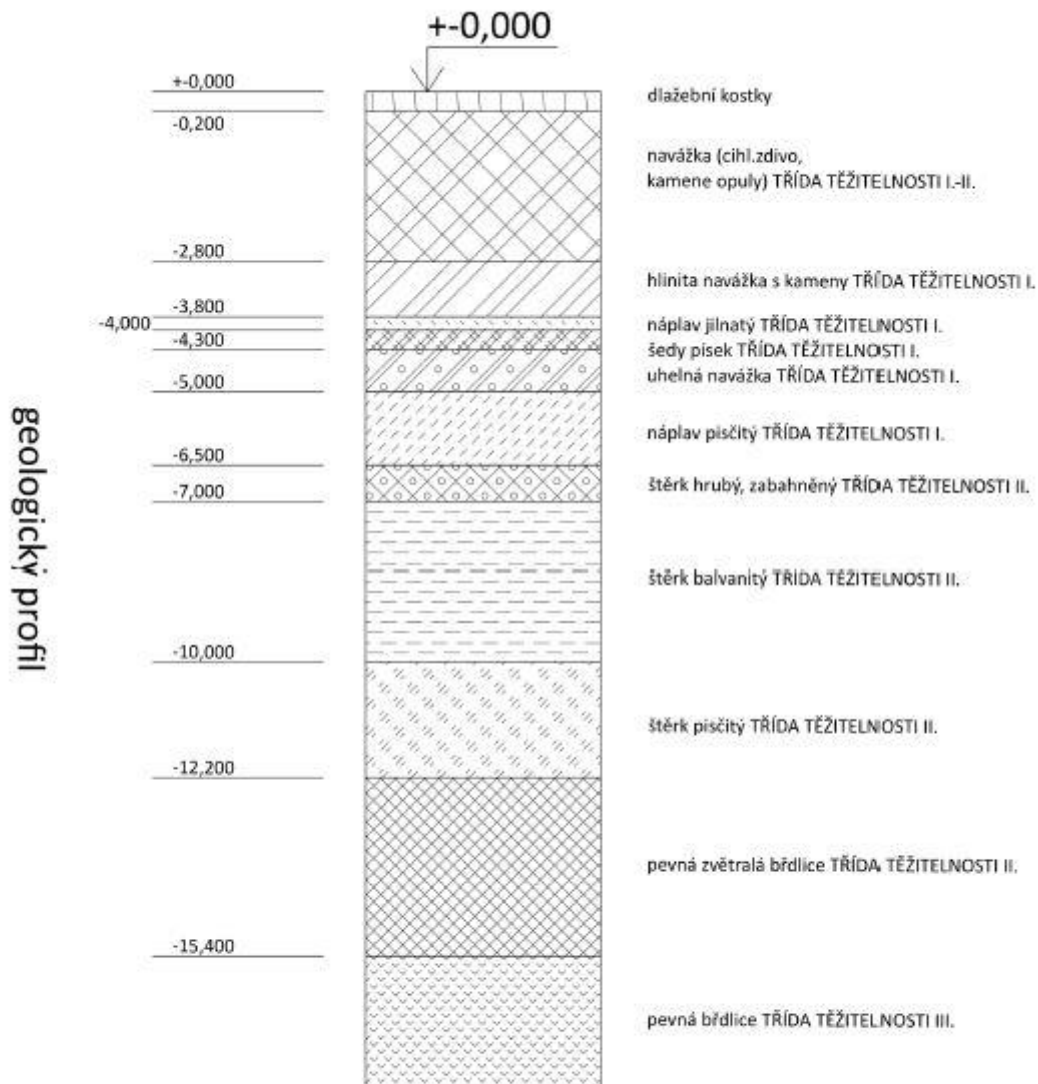 +-0,000
+-0,000
dlažební kostky
-0,200
navážka (cihl.zdivo,
kamene opuly) TŘÍDA TĚŽITELNOSTI I.-II.
-2,800
hlinita navážka s kameny TŘÍDA TĚŽITELNOSTI I.
-3,800
-4,000
náplav jilnatý TŘÍDA TĚŽITELNOSTI I.
-4,300
šedy pisek TŘÍDA TĚŽITELNOSTI I.
uhelná navážka TŘÍDA TĚŽITELNOSTI I.
-5,000
geologický profil
náplav pisčitý TŘÍDA TĚŽITELNOSTI I.
-6,500
štěrk hrubý, zabahněný TŘÍDA TĚŽITELNOSTI II.
-7,000
štěrk balvanitý TŘÍDA TĚŽITELNOSTI II.
-10,000
štěrk pisčitý TŘÍDA TĚŽITELNOSTI II.
-12,200
pevná zvětralá břdlice TŘÍDA TĚŽITELNOSTI II.
-15,400
pevná břdlice TŘÍDA TĚŽITELNOSTI III.